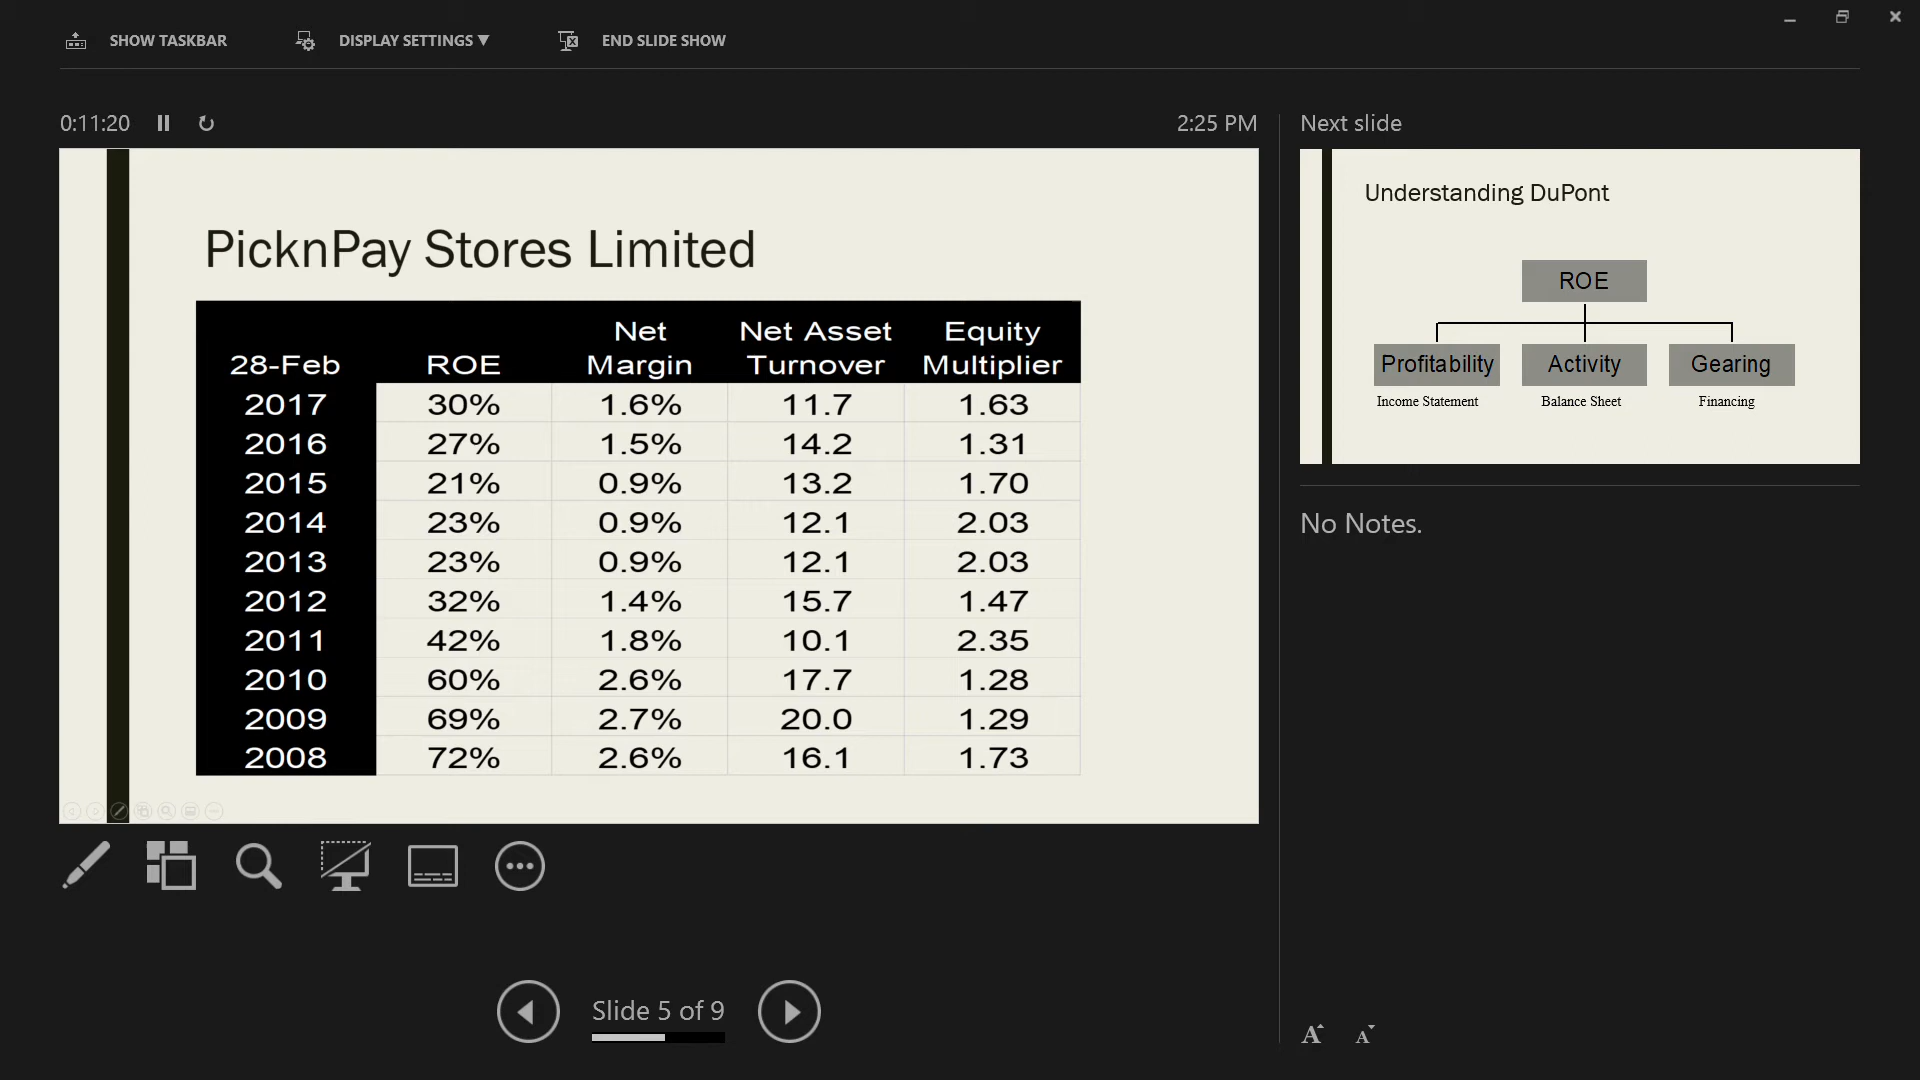 SHOW TASKBAR
DISPLAY SETTINGS ▼
END SLIDE SHOW
0:11:20
2:25 PM
Next slide
PicknPay Stores Limited
28-Feb ROE Net Margin Net Asset Turnover Equity Multiplier
2017 30% 1.6% 11.7 1.63
2016 27% 1.5% 14.2 1.31
2015 21% 0.9% 13.2 1.70
2014 23% 0.9% 12.1 2.03
2013 23% 0.9% 12.1 2.03
2012 32% 1.4% 15.7 1.47
2011 42% 1.8% 10.1 2.35
2010 60% 2.6% 17.7 1.28
2009 69% 2.7% 20.0 1.29
2008 72% 2.6% 16.1 1.73
Understanding DuPont
ROE
Profitability Activity Gearing
Income Statement Balance Sheet Financing
No Notes.
Slide 5 of 9
A A